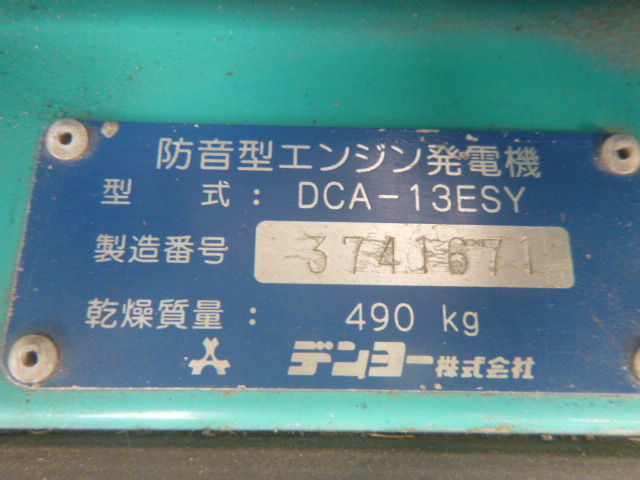 防音型エンジン発電機
型 式： DCA-13ESY
製造番号 3741671
乾燥質量： 490 kg
デンヨー株式会社